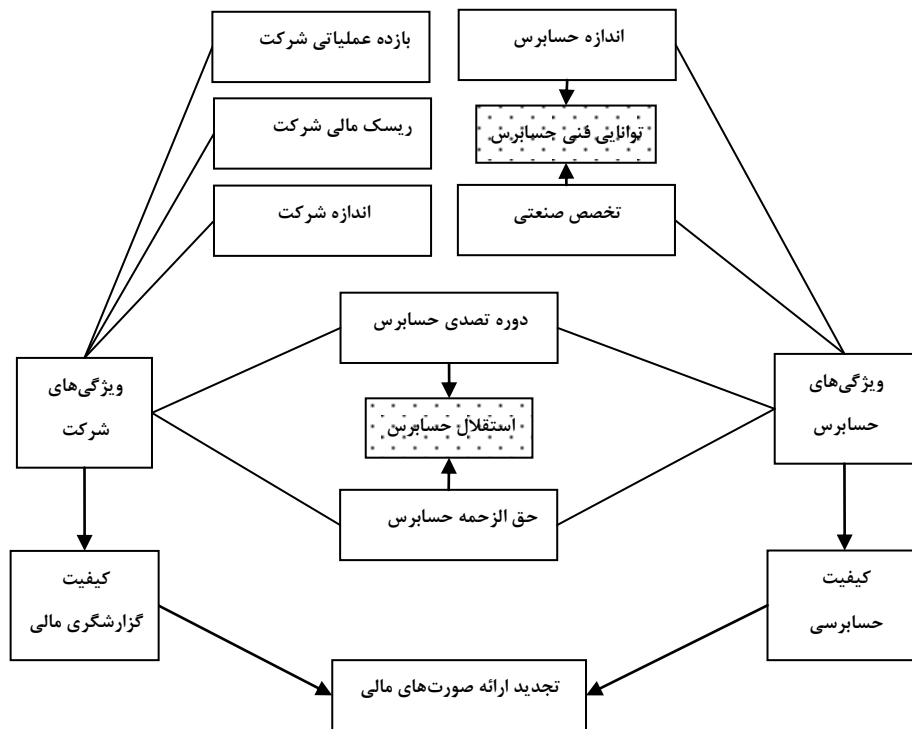 اندازه حسابرس
بازده عملیاتی شرکت
توانایی فنی حسابرس
ریسک مالی شرکت
تخصص صنعتی
اندازه شرکت
دوره تصدی حسابرس
ویژگی‌های
حسابرس
استقلال حسابرس
ویژگی‌های
شرکت
حق الزحمه حسابرس
کیفیت
حسابرسی
کیفیت
گزارشگری مالی
تجدید ارائه صورت‌های مالی